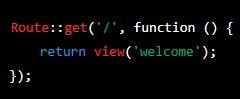 Route::get('/', function () {
    return view('welcome');
});